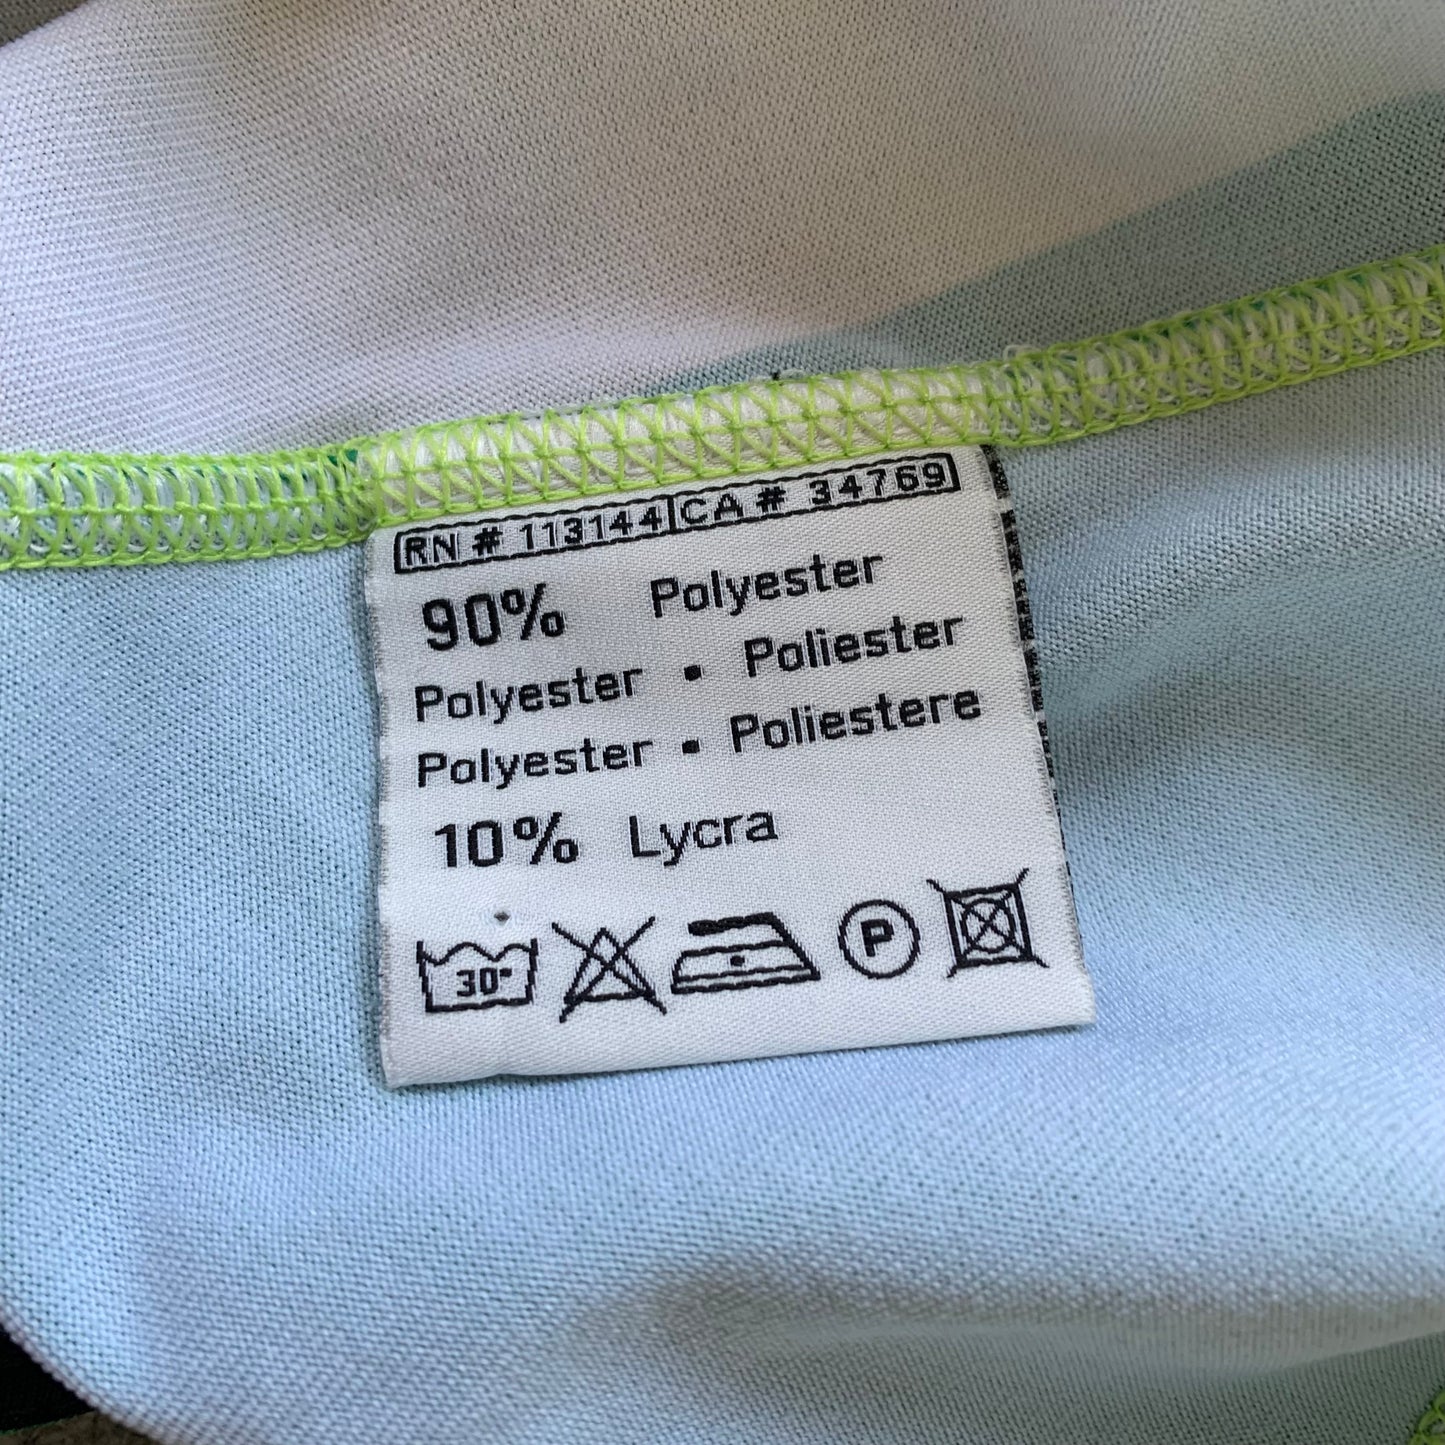 RN # 113144 CA # 34769
90% Polyester
Polyester • Poliester
Polyester • Poliestere
10% Lycra
30°
P